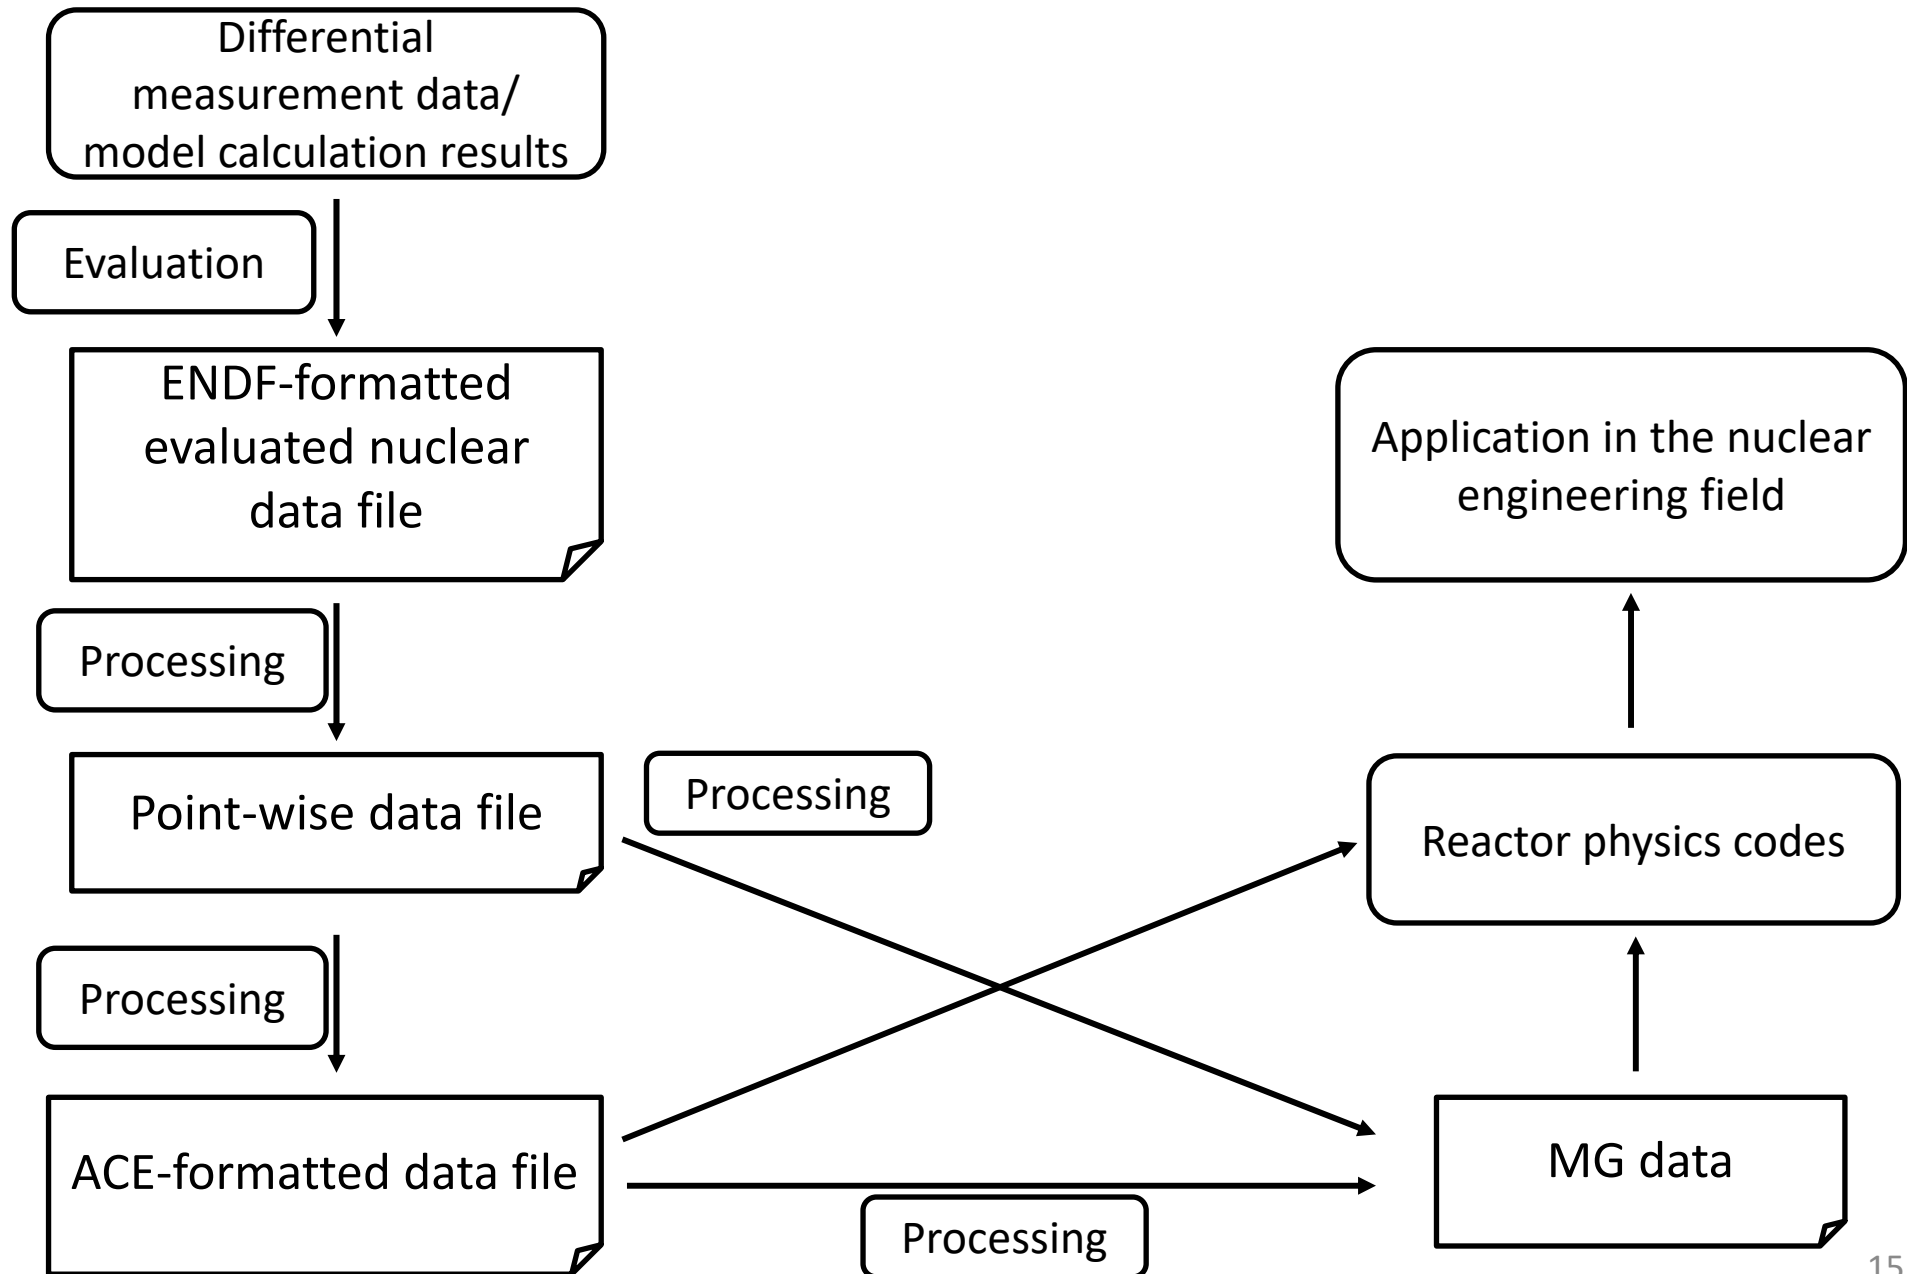 Differential
measurement data/
model calculation results
Evaluation
ENDF-formatted
evaluated nuclear
data file
Processing
Point-wise data file
Processing
Processing
ACE-formatted data file
Processing
MG data
Reactor physics codes
Application in the nuclear
engineering field
15